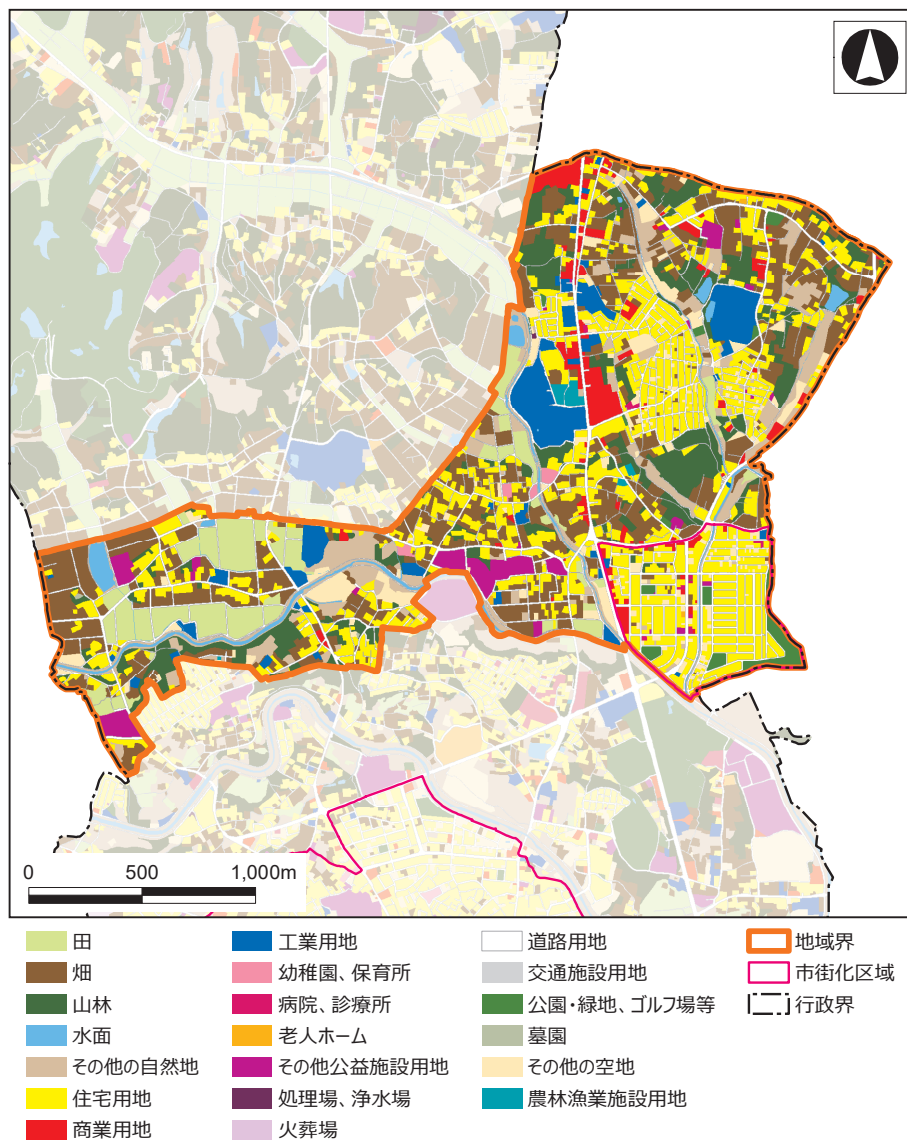 0 500 1,000m
田
畑
山林
水面
その他の自然地
住宅用地
商業用地
工業用地
幼稚園、保育所
病院、診療所
老人ホーム
その他公益施設用地
処理場、浄水場
火葬場
道路用地
交通施設用地
公園・緑地、ゴルフ場等
墓園
その他の空地
農林漁業施設用地
地域界
市街化区域
行政界